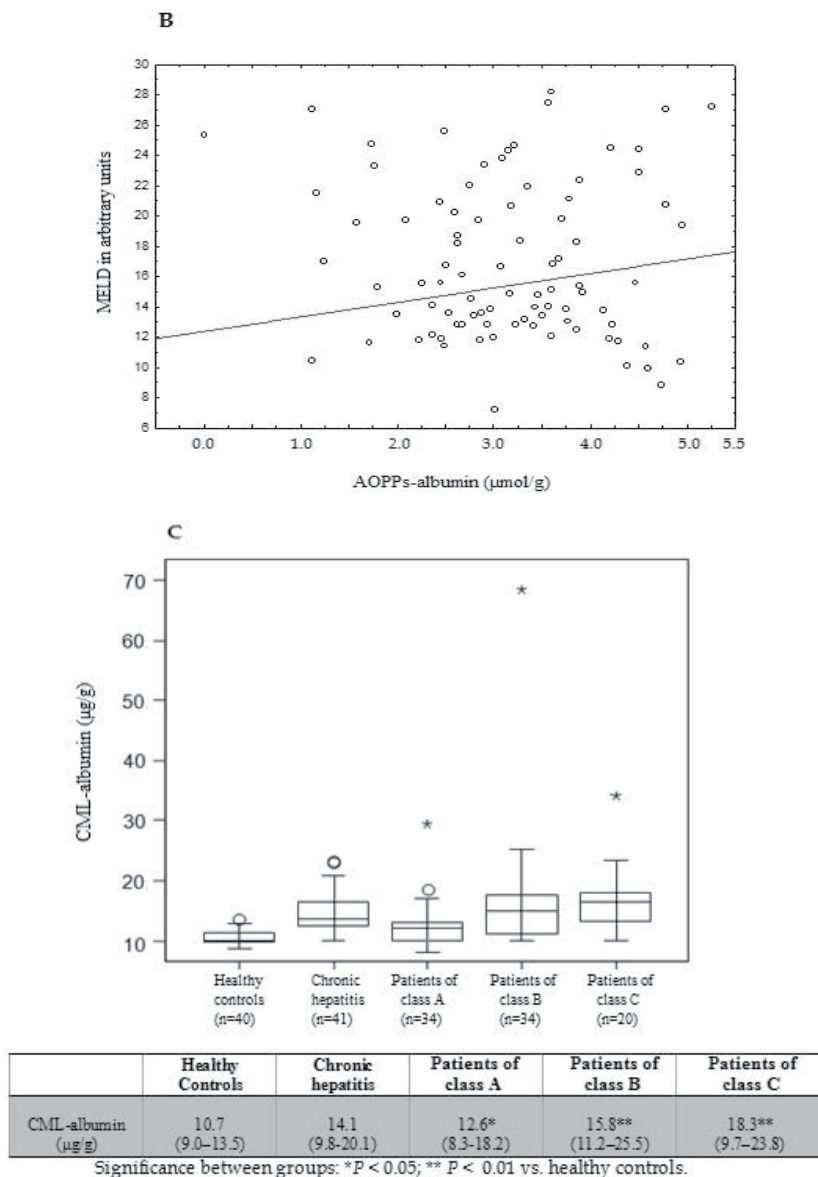 B
30
28
26
24
22
20
18
16
14
12
10
8
6
MELD in arbitrary units
0.0 1.0 2.0 3.0 4.0 5.0 5.5
AOPPs-albumin (µmol/g)
C
70
60
50
40
30
20
10
CML-albumin (µg/g)
Healthy controls (n=40)
Chronic hepatitis (n=41)
Patients of class A (n=34)
Patients of class B (n=34)
Patients of class C (n=20)
Healthy Controls
Chronic hepatitis
Patients of class A
Patients of class B
Patients of class C
CML-albumin (µg/g)
10.7 (9.0–13.5)
14.1 (9.8-20.1)
12.6* (8.3-18.2)
15.8** (11.2–25.5)
18.3** (9.7–23.8)
Significance between groups: *P < 0.05; ** P < 0.01 vs. healthy controls.